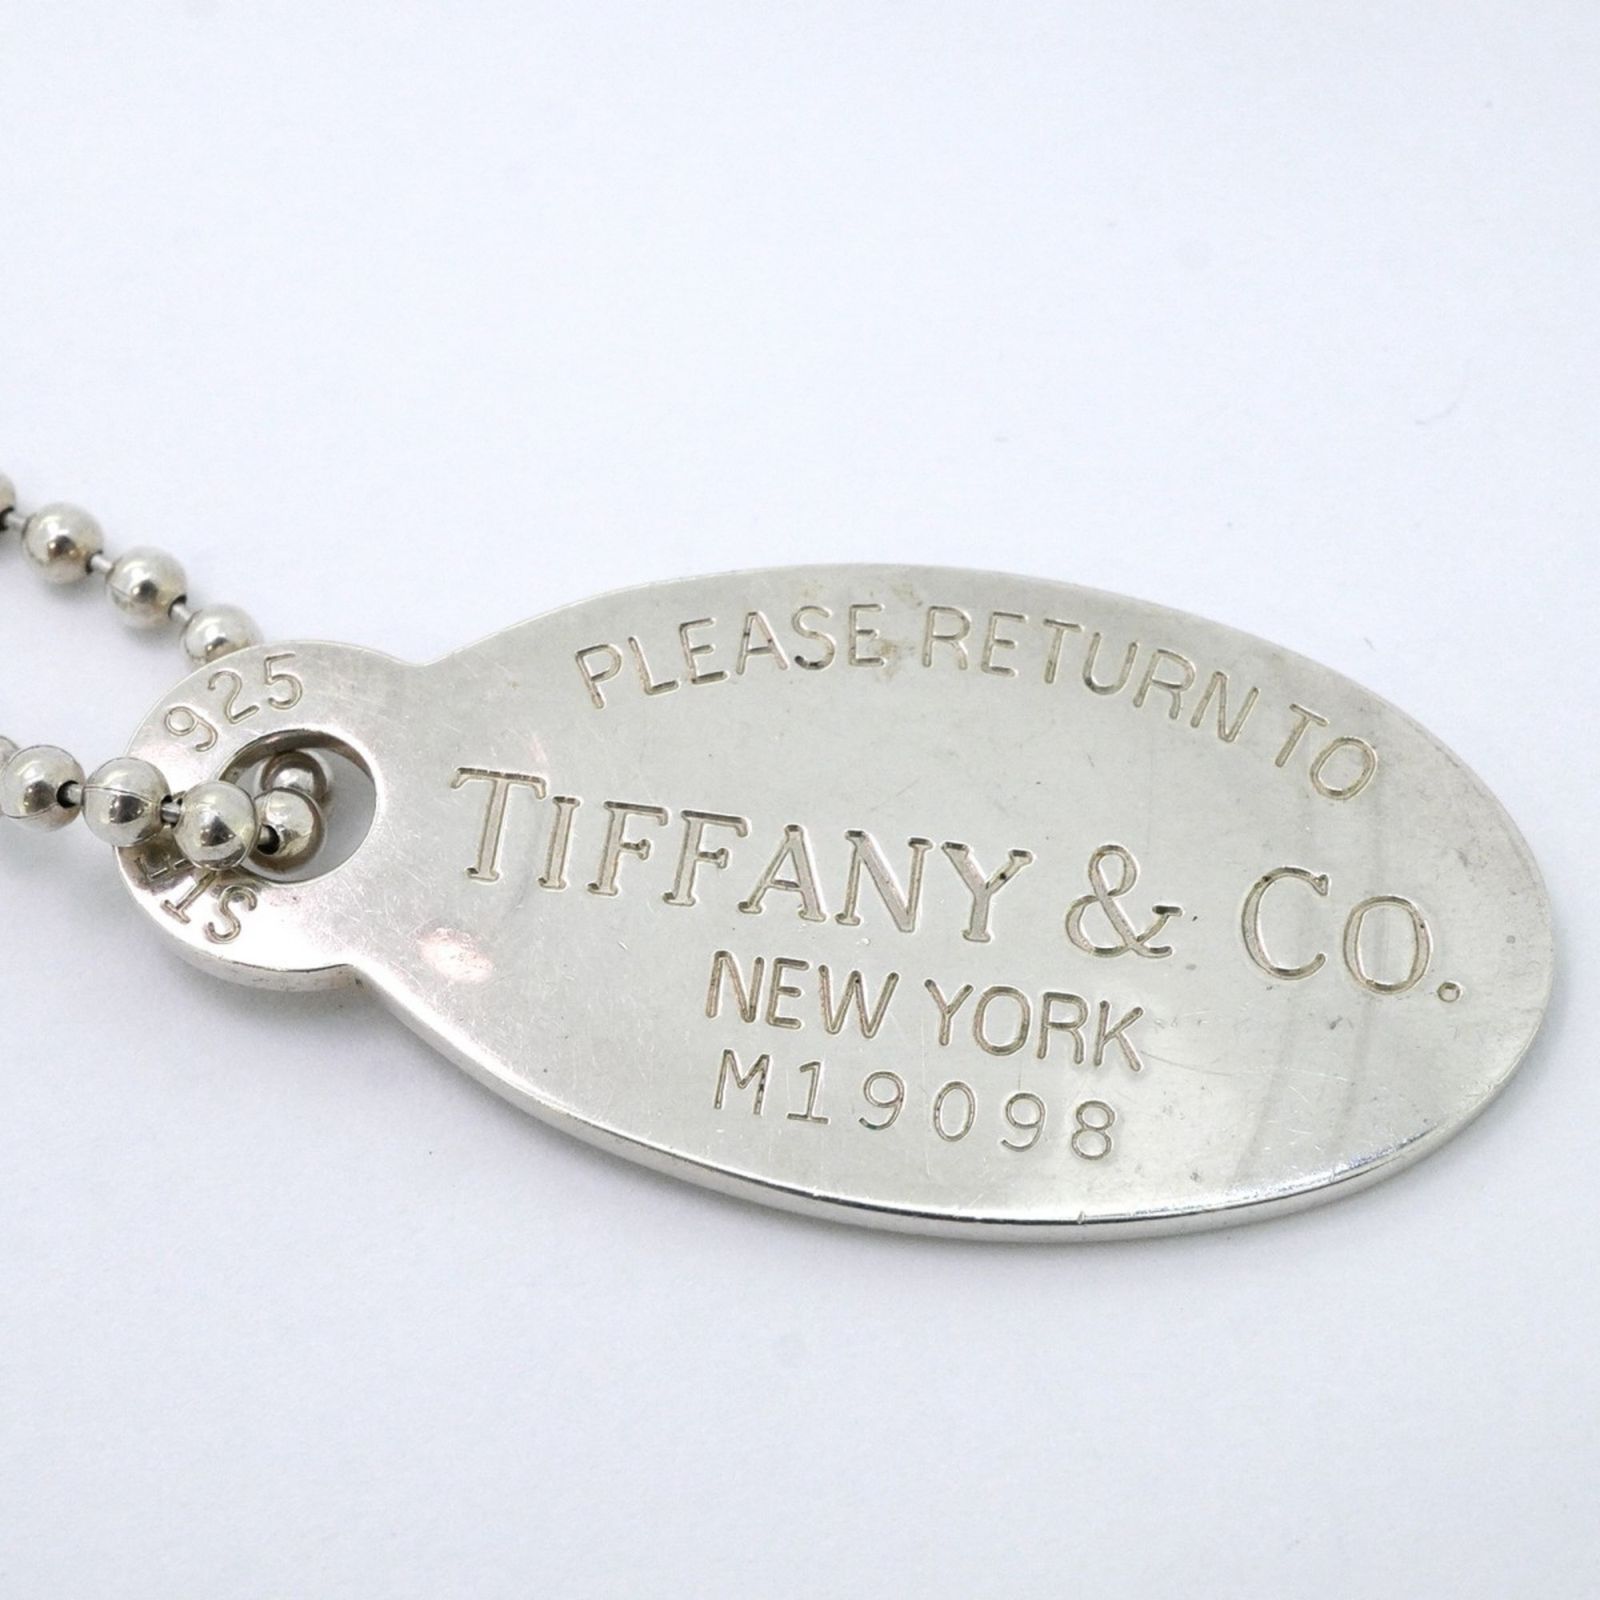 925
PLEASE RETURN TO
TIFFANY & CO.
NEW YORK
M19098